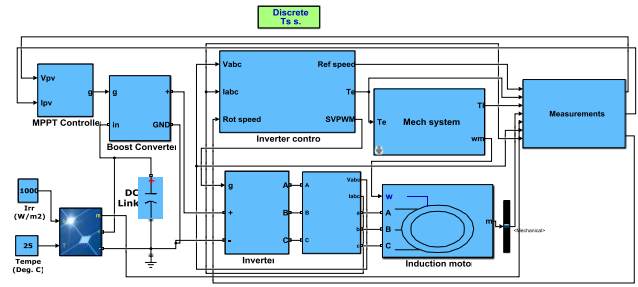 Discrete
Ts s.
Vpv
Ipv
g
MPPT Controlle
g
+
in
GND
Boost Converter
Vabc
Iabc
Rot speed
Ref speed
Te
SVPWM
Inverter contro
Te
Mech system
wm
Tl
Measurements
1000
Irr
(W/m2)
25
Tempe
(Deg. C)
m
DC
Link
+
g
+
-
A
B
C
Inverter
A
B
C
Vabc
Iabc
a
b
c
W
A
B
C
m
Induction motor
<Mechanical>